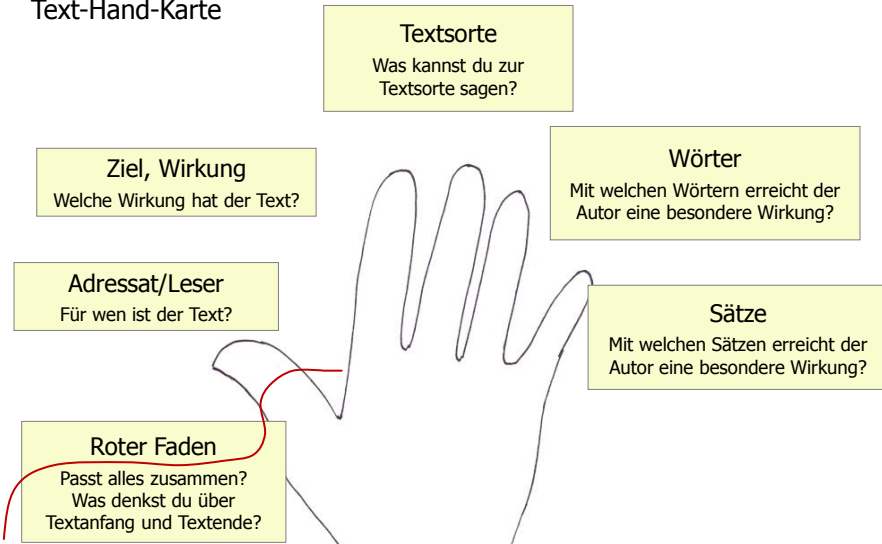 Text-Hand-Karte
Textsorte
Was kannst du zur
Textsorte sagen?
Ziel, Wirkung
Welche Wirkung hat der Text?
Wörter
Mit welchen Wörtern erreicht der
Autor eine besondere Wirkung?
Adressat/Leser
Für wen ist der Text?
Sätze
Mit welchen Sätzen erreicht der
Autor eine besondere Wirkung?
Roter Faden
Passt alles zusammen?
Was denkst du über
Textanfang und Textende?